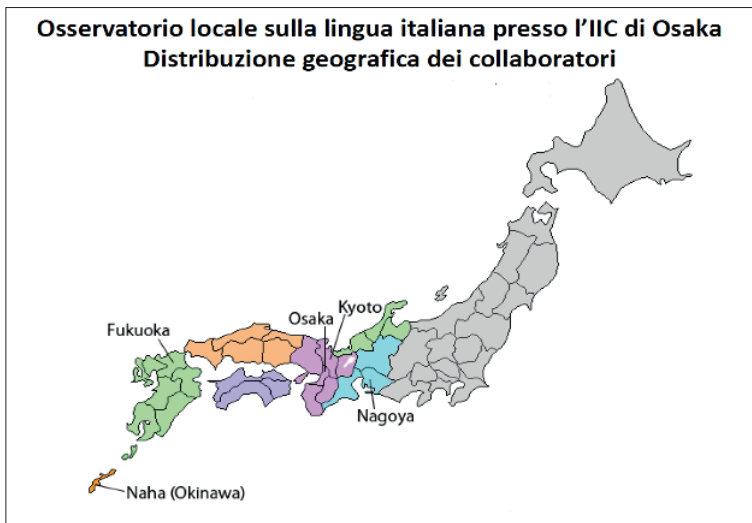 Osservatorio locale sulla lingua italiana presso l'IIC di Osaka
Distribuzione geografica dei collaboratori
Kyoto
Osaka
Fukuoka
Nagoya
Naha (Okinawa)